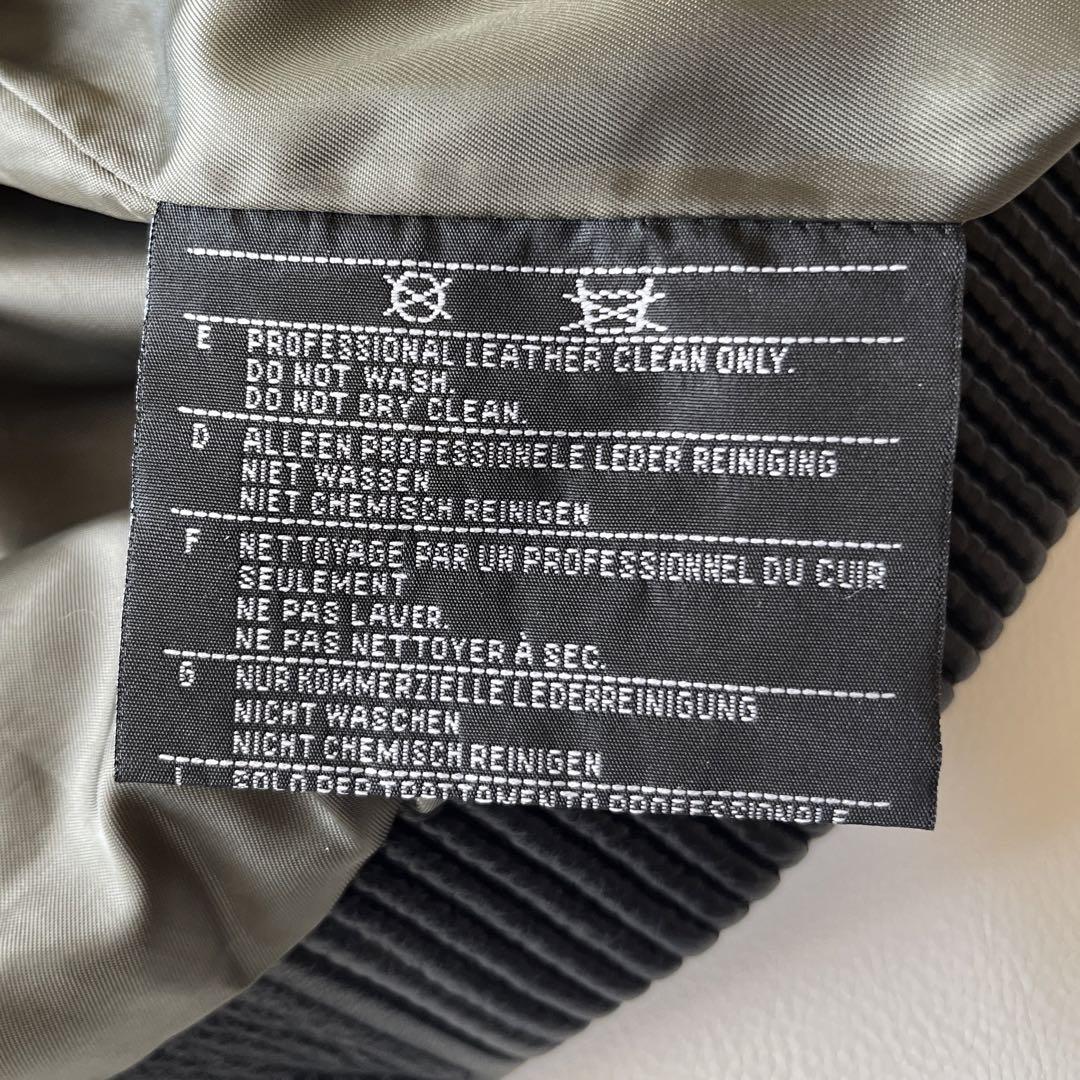 E PROFESSIONAL LEATHER CLEAN ONLY.
DO NOT WASH.
DO NOT DRY CLEAN.
D ALLEEN PROFESSIONELE LEDER REINIGING
NIET WASSEN
NIET CHEMISCH REINIGEN
F NETTOYAGE PAR UN PROFESSIONNEL DU CUIR
SEULEMENT
NE PAS LAVER.
NE PAS NETTOYER À SEC.
G NUR KOMMERZIELLE LEDERREINIGUNG
NICHT WASCHEN
NICHT CHEMISCH REINIGEN
SOLO PROFESSIONALE